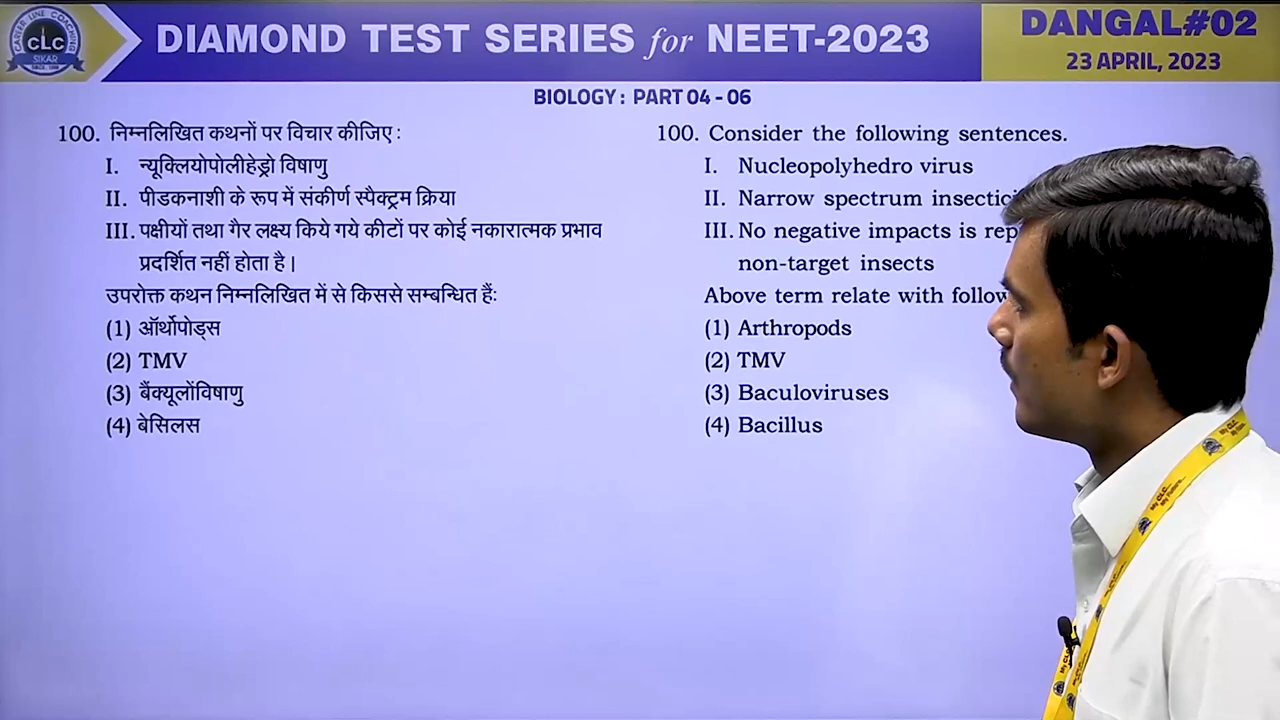 CAREER LINE COACHING
CLC
SIKAR
DIAMOND TEST SERIES for NEET-2023
DANGAL#02
23 APRIL, 2023
BIOLOGY : PART 04 - 06
100. निम्नलिखित कथनों पर विचार कीजिए :
I. न्यूक्लियोपोलीहेड्रो विषाणु
II. पीडकनाशी के रूप में संकीर्ण स्पैक्ट्रम क्रिया
III. पक्षीयों तथा गैर लक्ष्य किये गये कीटों पर कोई नकारात्मक प्रभाव
प्रदर्शित नहीं होता है।
उपरोक्त कथन निम्नलिखित में से किससे सम्बन्धित हैं:
(1) ऑर्थोपोड्स
(2) TMV
(3) बैंक्यूलोंविषाणु
(4) बेसिलस
100. Consider the following sentences.
I. Nucleopolyhedro virus
II. Narrow spectrum
III. No negative impacts is
non-target insects
Above term relate with
(1) Arthropods
(2) TMV
(3) Baculoviruses
(4) Bacillus